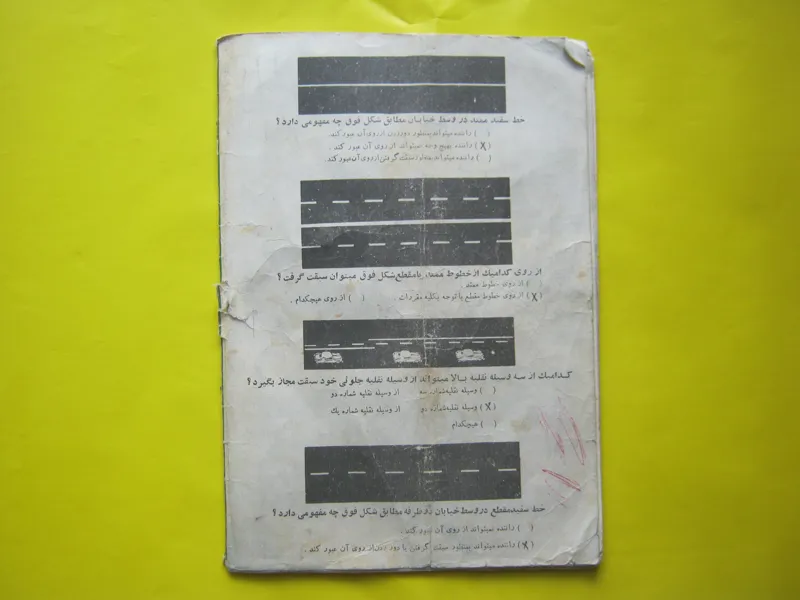 خط سفید ممتد در وسط خیابان مطابق شکل فوق چه مفهومی دارد؟
( ) راننده میتواند بمنظور دورزدن از روی آن عبور کند.
(X) راننده بهیچ وجه نمیتواند از روی آن عبور کند.
( ) راننده میتواند بمنظور سبقت گرفتن از روی آن عبور کند.
از روی کدامیک از خطوط ممتد یا مقطع شکل فوق میتوان سبقت گرفت؟
( ) از روی خطوط ممتد.
(X) از روی خطوط مقطع با توجه بکلیه مقررات. ( ) از روی هیچکدام.
کدامیک از سه وسیله نقلیه بالا میتواند از وسیله نقلیه جلوئی خود سبقت مجاز بگیرد؟
( ) وسیله نقلیه شماره سه از وسیله نقلیه شماره دو
(X) وسیله نقلیه شماره دو از وسیله نقلیه شماره یک
( ) هیچکدام
خط سفید مقطع در وسط خیابان دو طرفه مطابق شکل فوق چه مفهومی دارد؟
( ) راننده نمیتواند از روی آن عبور کند.
(X) راننده میتواند بمنظور سبقت گرفتن یا دور زدن از روی آن عبور کند.